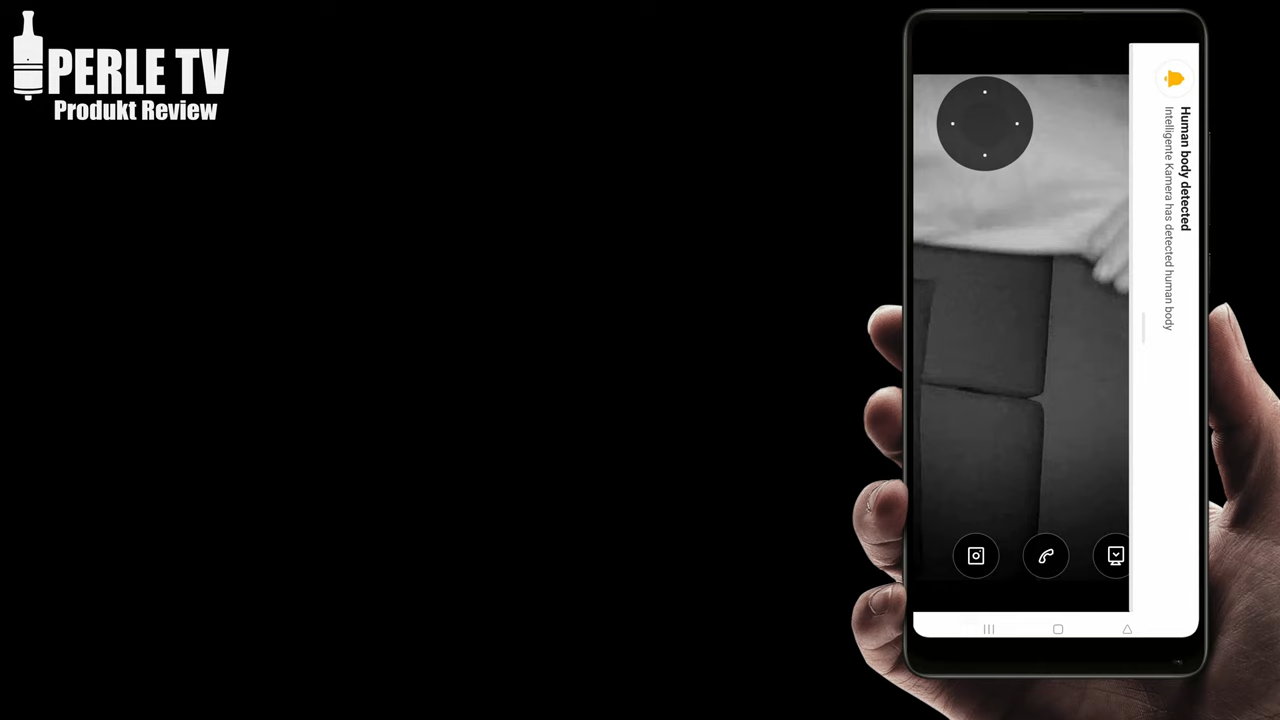 PERLE TV
Produkt Review
Human body detected
Intelligente Kamera has detected human body